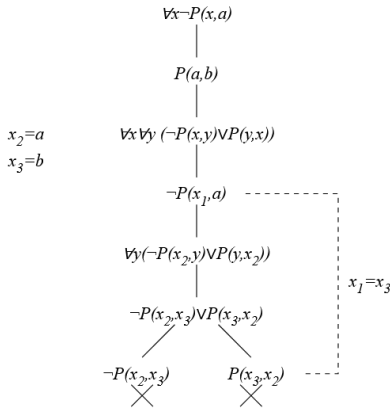 ∀x¬P(x,a)
P(a,b)
x₂=a
∀x∀y (¬P(x,y)∨P(y,x))
x₃=b
¬P(x₁,a)
∀y(¬P(x₂,y)∨P(y,x₂))
x₁=x₃
¬P(x₂,x₃)∨P(x₃,x₂)
¬P(x₂,x₃) P(x₃,x₂)